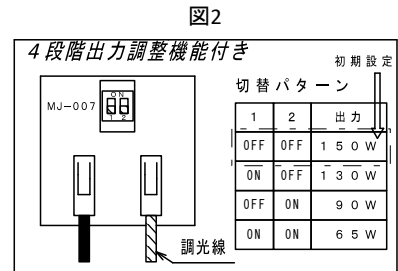 図2
4段階出力調整機能付き
初期設定
切替パターン
MJ-007
ON
1 2
1 2 出力
OFF OFF 150W
ON OFF 130W
OFF ON 90W
ON ON 65W
調光線